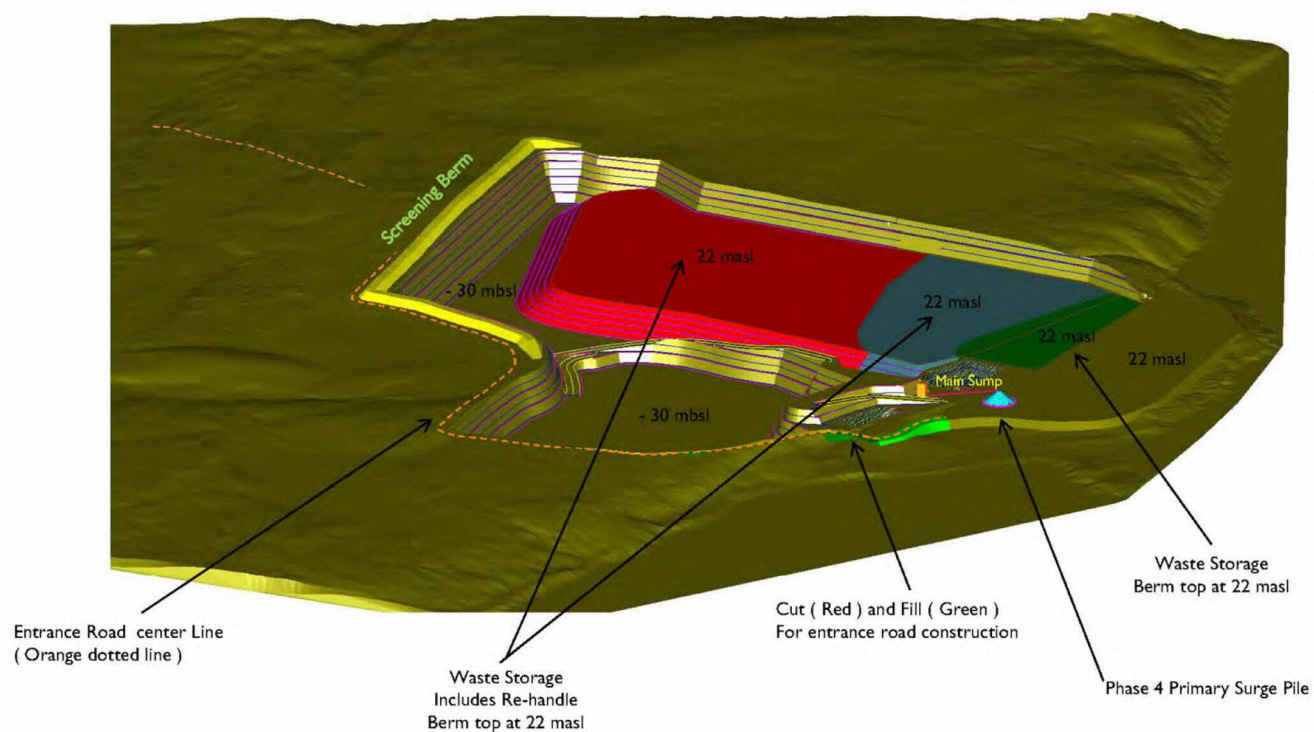 Screening Berm
22 masl
- 30 mbsl
22 masl
22 masl
22 masl
Main Sump
- 30 mbsl
Entrance Road center Line
( Orange dotted line )
Waste Storage
Includes Re-handle
Berm top at 22 masl
Cut ( Red ) and Fill ( Green )
For entrance road construction
Waste Storage
Berm top at 22 masl
Phase 4 Primary Surge Pile